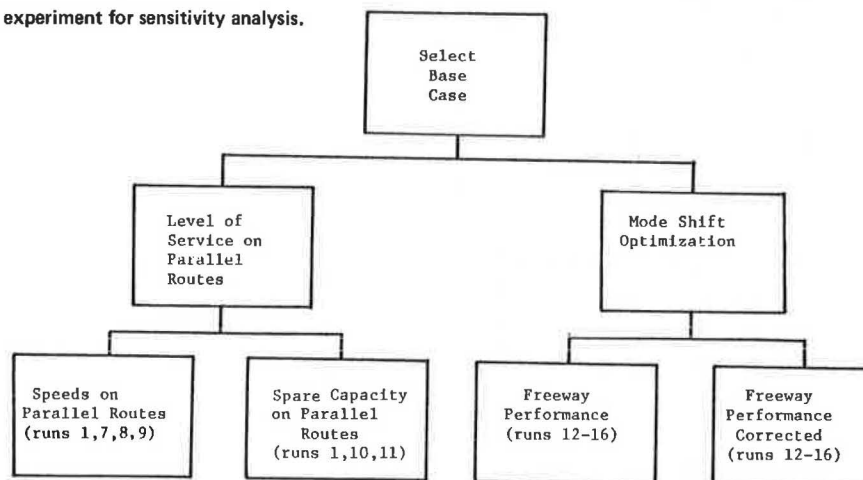 experiment for sensitivity analysis.
Select
Base
Case
Level of
Service on
Parallel
Routes
Mode Shift
Optimization
Speeds on
Parallel Routes
(runs 1,7,8,9)
Spare Capacity
on Parallel
Routes
(runs 1,10,11)
Freeway
Performance
(runs 12-16)
Freeway
Performance
Corrected
(runs 12-16)